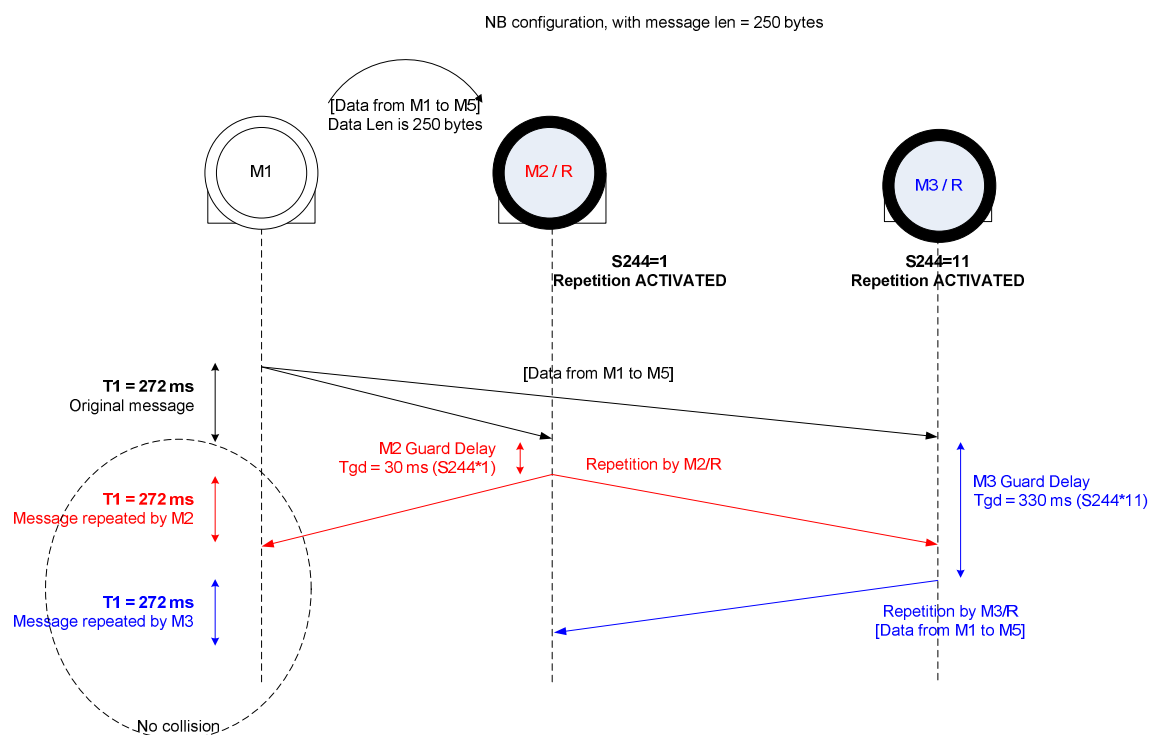 NB configuration, with message len = 250 bytes
[Data from M1 to M5]
Data Len is 250 bytes
M1
M2 / R
M3 / R
S244=1
Repetition ACTIVATED
S244=11
Repetition ACTIVATED
T1 = 272 ms
Original message
[Data from M1 to M5]
M2 Guard Delay
Tgd = 30 ms (S244*1)
Repetition by M2/R
M3 Guard Delay
Tgd = 330 ms (S244*11)
T1 = 272 ms
Message repeated by M2
T1 = 272 ms
Message repeated by M3
Repetition by M3/R
[Data from M1 to M5]
No collision